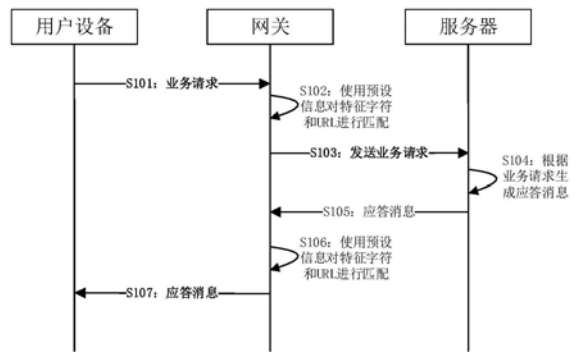 用户设备
网关
服务器
S101：业务请求
S102：使用预设
信息对特征字符
和URL进行匹配
S103：发送业务请求
S104：根据
业务请求生
成应答消息
S105：应答消息
S106：使用预设
信息对特征字符
和URL进行匹配
S107：应答消息